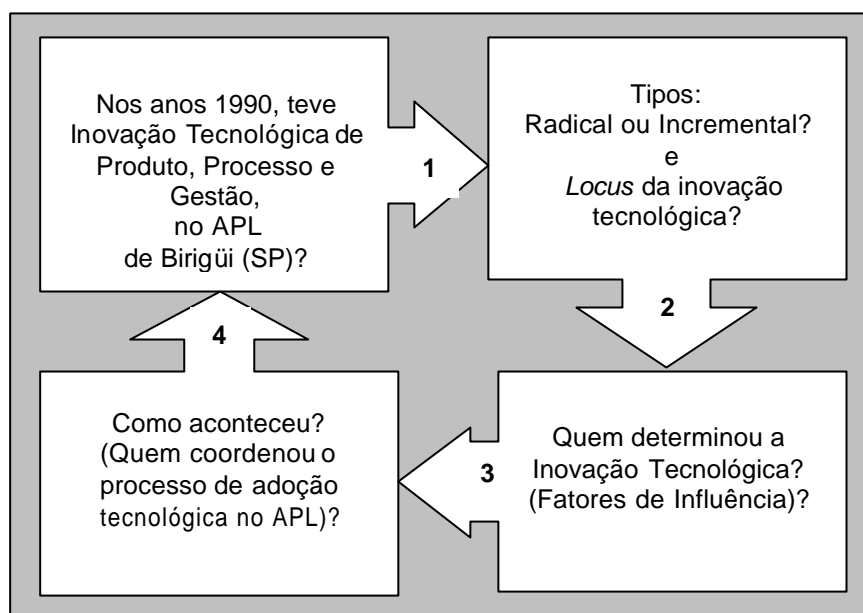 Nos anos 1990, teve
Inovação Tecnológica de
Produto, Processo e
Gestão,
no APL
de Birigüi (SP)?
1
Tipos:
Radical ou Incremental?
e
Locus da inovação
tecnológica?
2
Quem determinou a
Inovação Tecnológica?
(Fatores de Influência)?
3
Como aconteceu?
(Quem coordenou o
processo de adoção
tecnológica no APL)?
4